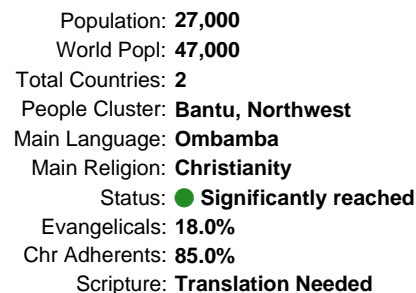 Population: 27,000
World Popl: 47,000
Total Countries: 2
People Cluster: Bantu, Northwest
Main Language: Ombamba
Main Religion: Christianity
Status: Significantly reached
Evangelicals: 18.0%
Chr Adherents: 85.0%
Scripture: Translation Needed